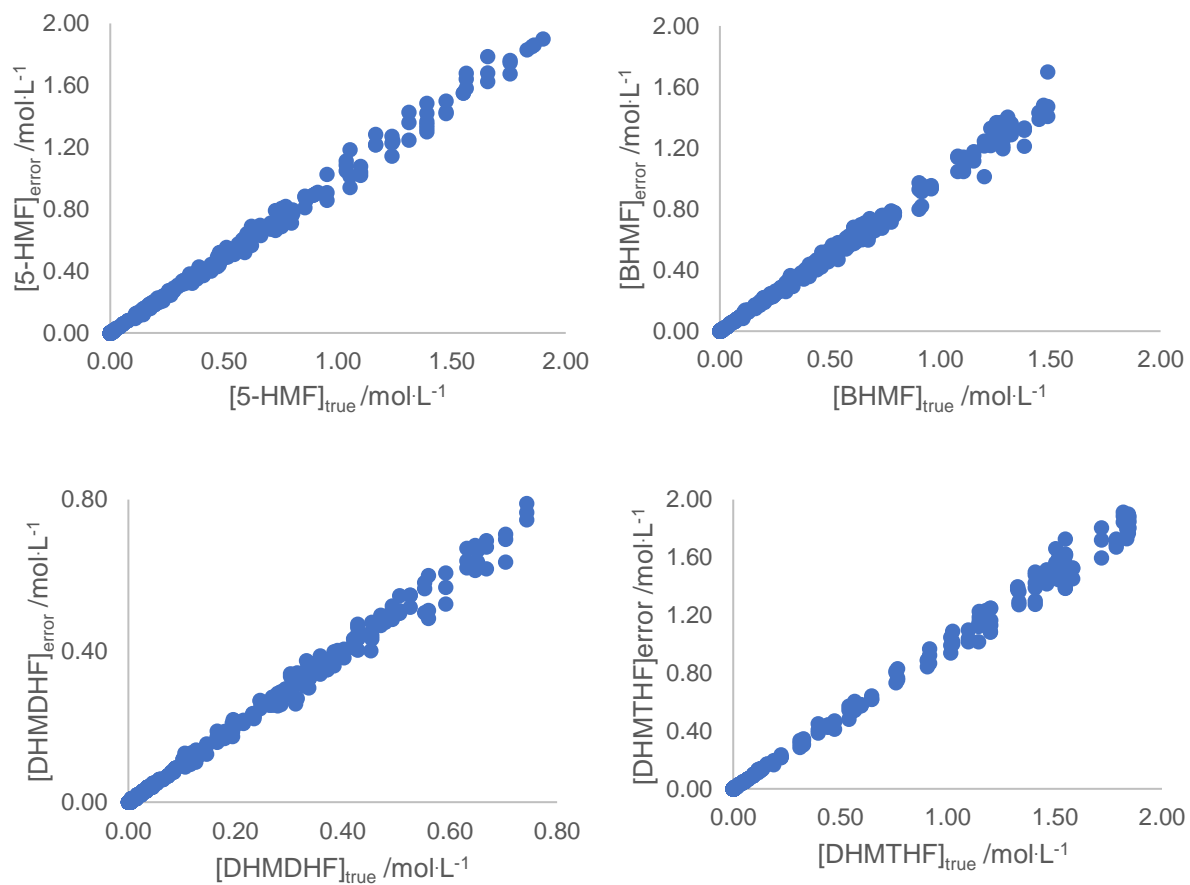 2.00
1.60
1.20
0.80
0.40
0.00
[5-HMF]error /mol·L-1
0.00 0.50 1.00 1.50 2.00
[5-HMF]true /mol·L-1
2.00
1.60
1.20
0.80
0.40
0.00
[BHMF]error /mol·L-1
0.00 0.50 1.00 1.50 2.00
[BHMF]true /mol·L-1
0.80
0.40
0.00
[DHMDHF]error /mol·L-1
0.00 0.20 0.40 0.60 0.80
[DHMDHF]true /mol·L-1
2.00
1.60
1.20
0.80
0.40
0.00
[DHMTHF]error /mol·L-1
0.00 0.50 1.00 1.50 2.00
[DHMTHF]true /mol·L-1